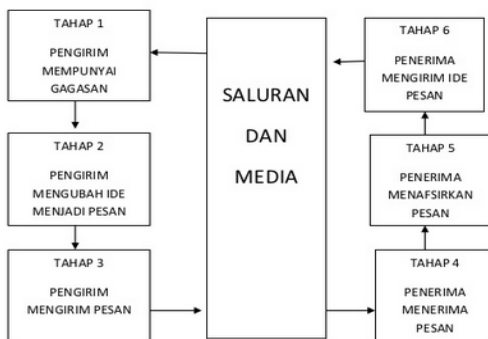 TAHAP 1
PENGIRIM
MEMPUNYAI
GAGASAN
TAHAP 2
PENGIRIM
MENGUBAH IDE
MENJADI PESAN
TAHAP 3
PENGIRIM
MENGIRIM PESAN
SALURAN
DAN
MEDIA
TAHAP 6
PENERIMA
MENGIRIM IDE
PESAN
TAHAP 5
PENERIMA
MENAFSIRKAN
PESAN
TAHAP 4
PENERIMA
MENERIMA
PESAN